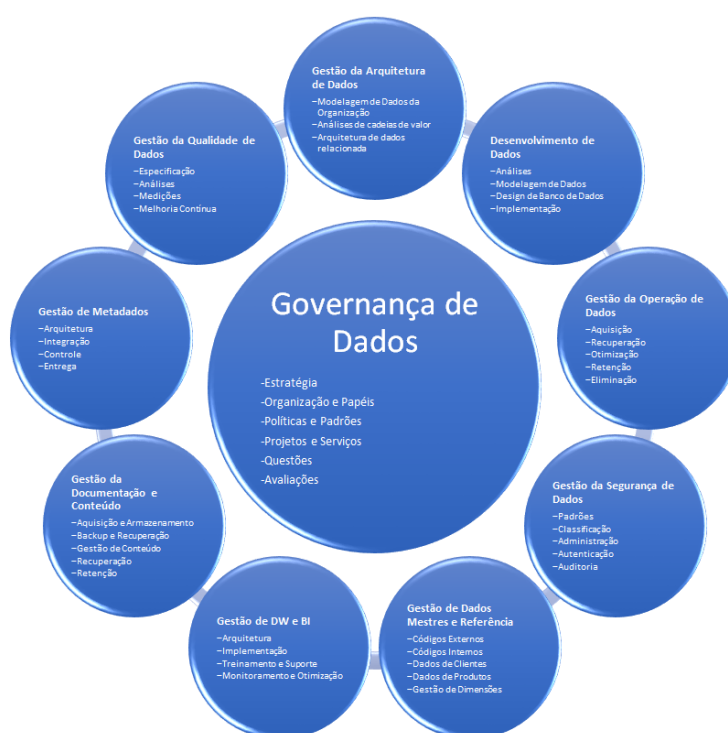 Gestão da Arquitetura
de Dados
–Modelagem de Dados da
Organização
–Análises de cadeias de valor
–Arquitetura de dados
relacionada
Desenvolvimento de
Dados
–Análises
–Modelagem de Dados
–Design de Banco de Dados
–Implementação
Gestão da Operação de
Dados
–Aquisição
–Recuperação
–Otimização
–Retenção
–Eliminação
Gestão da Segurança de
Dados
–Padrões
–Classificação
–Administração
–Autenticação
–Auditoria
Gestão de Dados
Mestres e Referência
–Códigos Externos
–Códigos Internos
–Dados de Clientes
–Dados de Produtos
–Gestão de Dimensões
Gestão de DW e BI
–Arquitetura
–Implementação
–Treinamento e Suporte
–Monitoramento e Otimização
Gestão da
Documentação e
Conteúdo
–Aquisição e Armazenamento
–Backup e Recuperação
–Gestão de Conteúdo
–Recuperação
–Retenção
Gestão de Metadados
–Arquitetura
–Integração
–Controle
–Entrega
Gestão da Qualidade de
Dados
–Especificação
–Análises
–Medições
–Melhoria Contínua
Governança de
Dados
-Estratégia
-Organização e Papéis
-Políticas e Padrões
-Projetos e Serviços
-Questões
-Avaliações